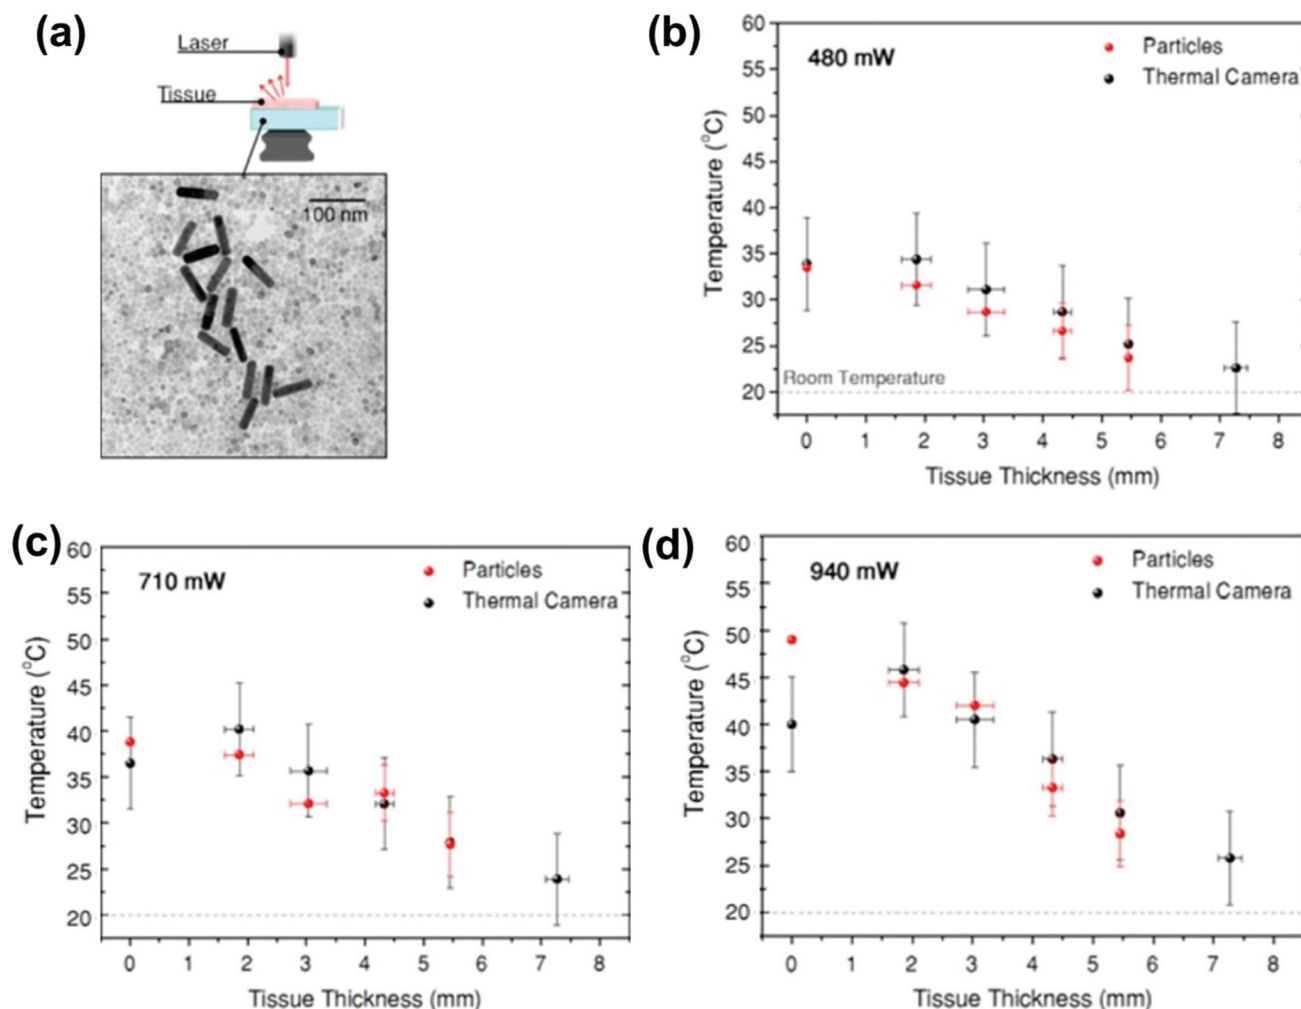 (a)
Laser
Tissue
100 nm
(b)
480 mW
Particles
Thermal Camera
Temperature (°C)
60
55
50
45
40
35
30
25
20
Room Temperature
0 1 2 3 4 5 6 7 8
Tissue Thickness (mm)
(c)
710 mW
Particles
Thermal Camera
Temperature (°C)
60
55
50
45
40
35
30
25
20
0 1 2 3 4 5 6 7 8
Tissue Thickness (mm)
(d)
940 mW
Particles
Thermal Camera
Temperature (°C)
60
55
50
45
40
35
30
25
20
0 1 2 3 4 5 6 7 8
Tissue Thickness (mm)